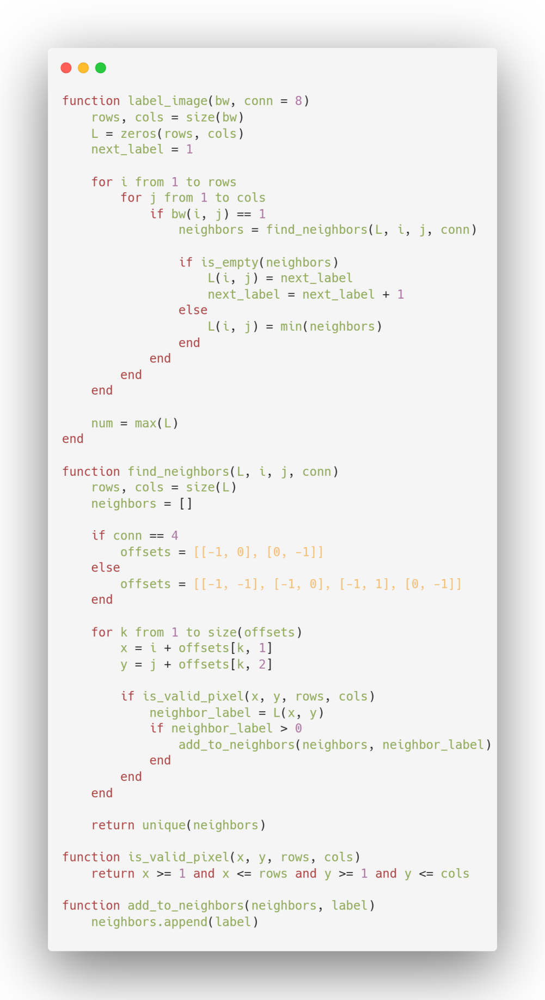 function label_image(bw, conn = 8)
    rows, cols = size(bw)
    L = zeros(rows, cols)
    next_label = 1

    for i from 1 to rows
        for j from 1 to cols
            if bw(i, j) == 1
                neighbors = find_neighbors(L, i, j, conn)

                if is_empty(neighbors)
                    L(i, j) = next_label
                    next_label = next_label + 1
                else
                    L(i, j) = min(neighbors)
                end
            end
        end
    end

    num = max(L)
end

function find_neighbors(L, i, j, conn)
    rows, cols = size(L)
    neighbors = []

    if conn == 4
        offsets = [[-1, 0], [0, -1]]
    else
        offsets = [[-1, -1], [-1, 0], [-1, 1], [0, -1]]
    end

    for k from 1 to size(offsets)
        x = i + offsets[k, 1]
        y = j + offsets[k, 2]

        if is_valid_pixel(x, y, rows, cols)
            neighbor_label = L(x, y)
            if neighbor_label > 0
                add_to_neighbors(neighbors, neighbor_label)
            end
        end
    end

    return unique(neighbors)

function is_valid_pixel(x, y, rows, cols)
    return x >= 1 and x <= rows and y >= 1 and y <= cols

function add_to_neighbors(neighbors, label)
    neighbors.append(label)